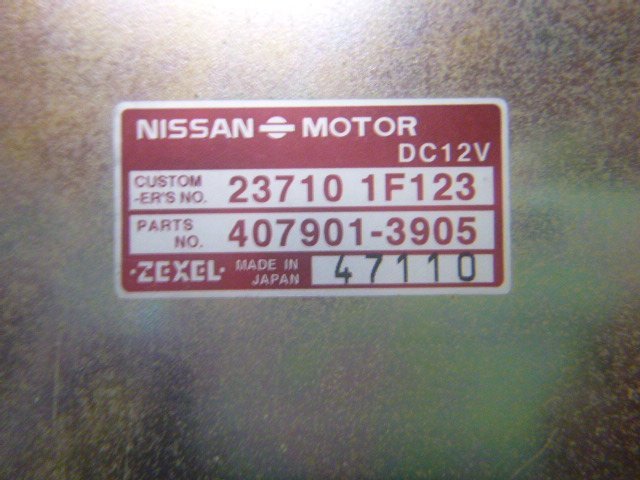 NISSAN MOTOR
DC12V
CUSTOM
-ER'S NO. 23710 1F123
PARTS
NO. 407901-3905
·ZEXEL· MADE IN
JAPAN 47110